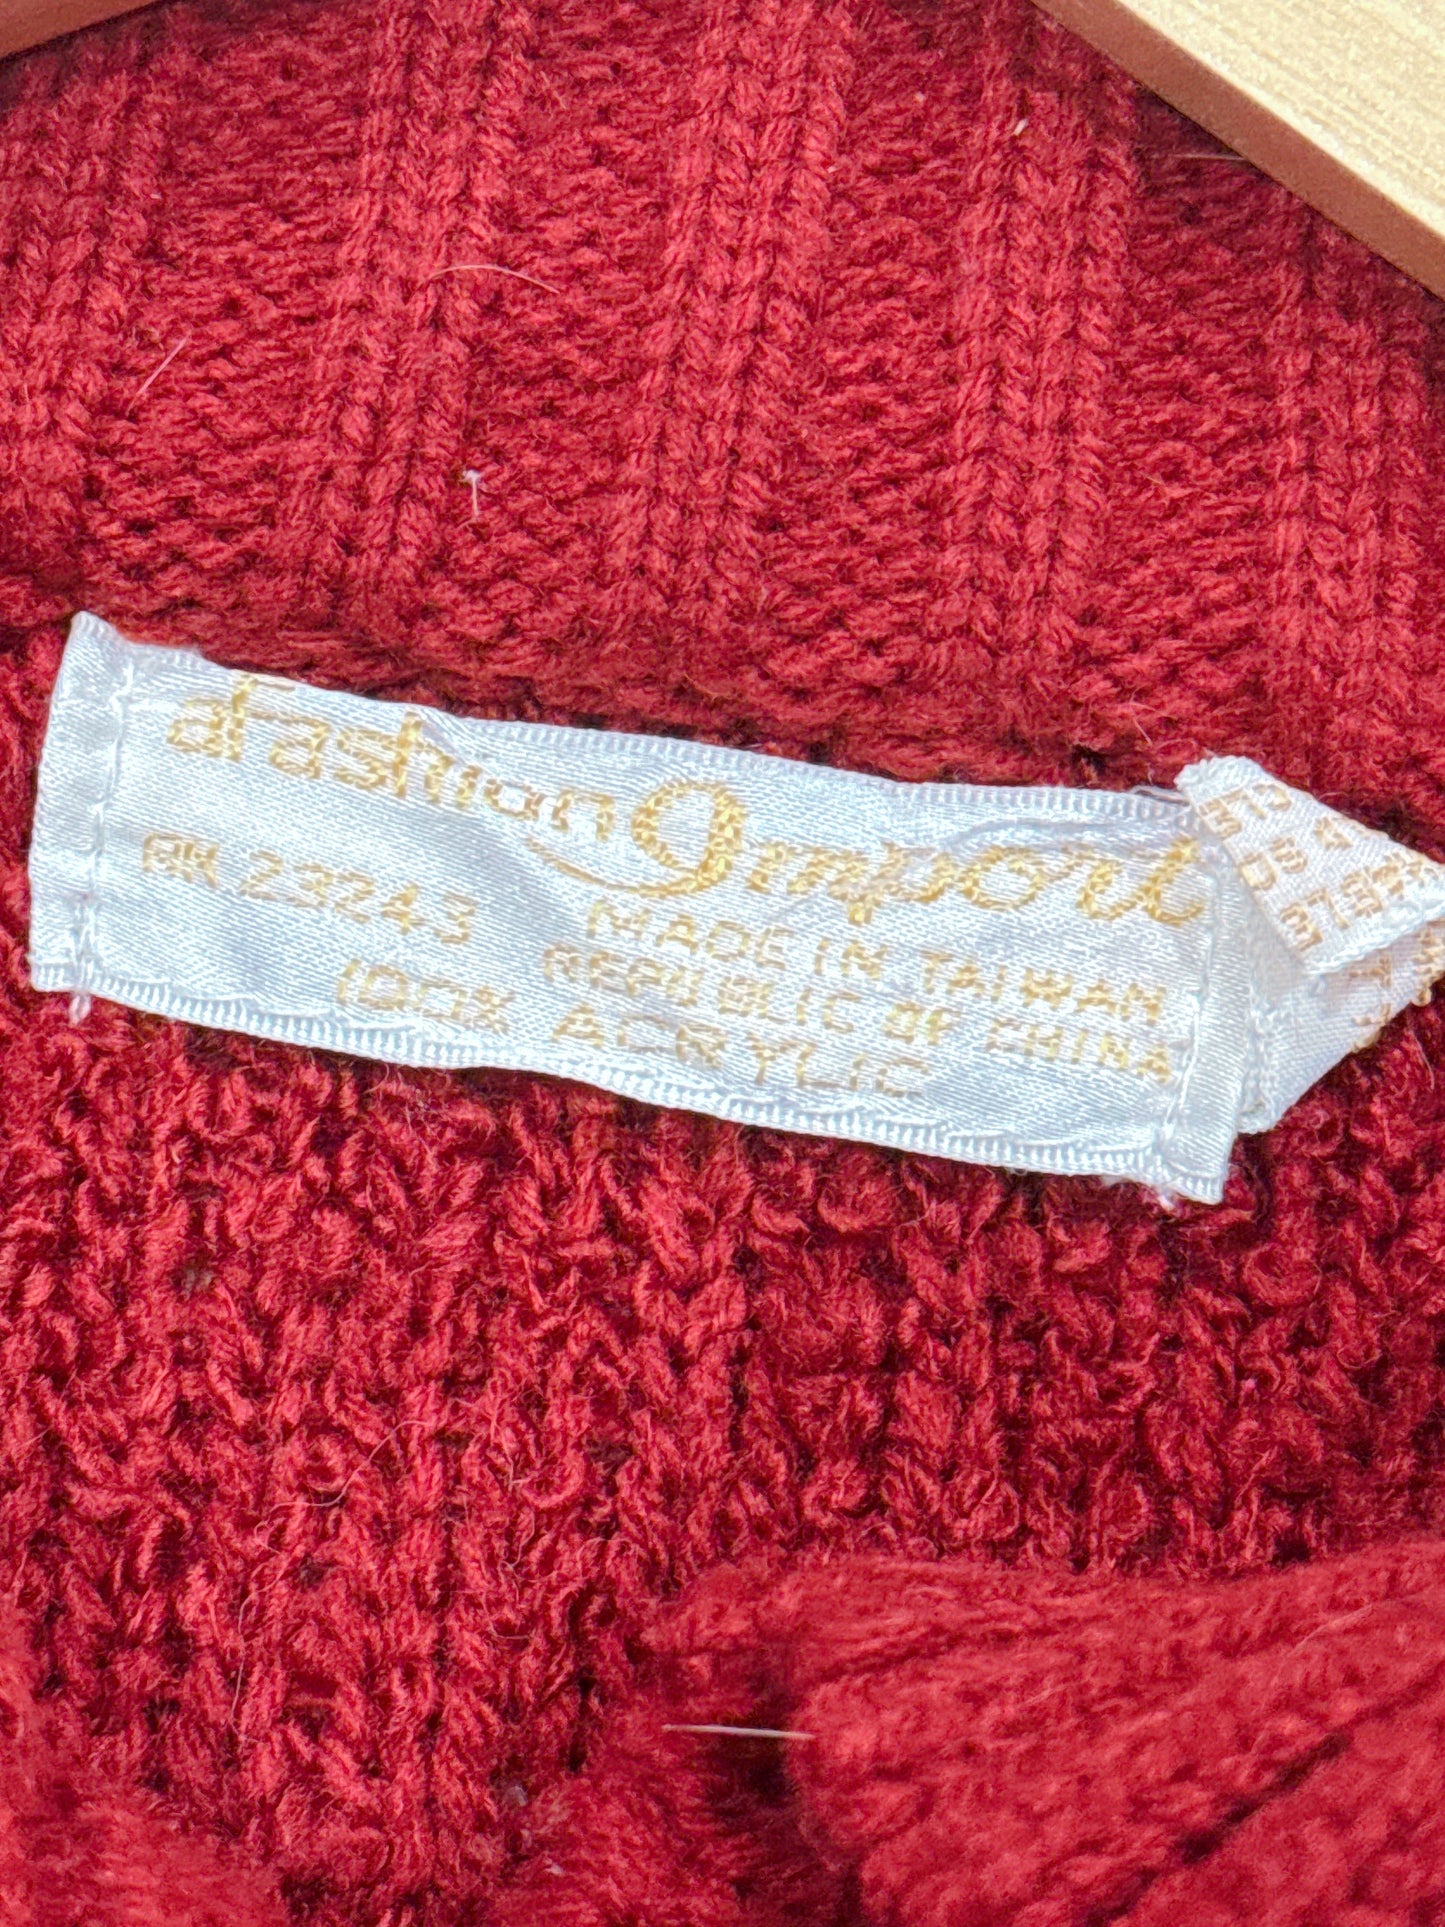 a Fashion Import
RN 23243
MADE IN TAIWAN
REPUBLIC OF CHINA
100% ACRYLIC